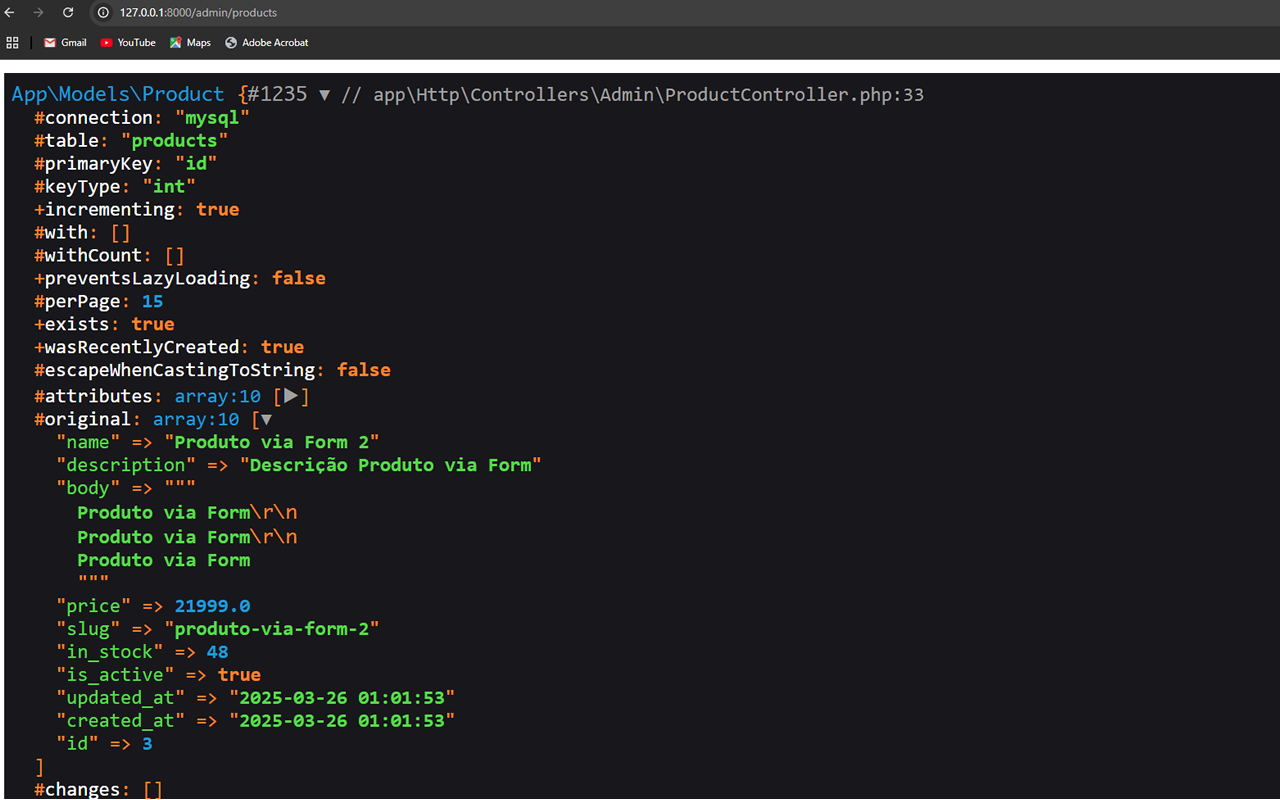 127.0.0.1:8000/admin/products
Gmail YouTube Maps Adobe Acrobat
App\Models\Product {#1235 ▼ // app\Http\Controllers\Admin\ProductController.php:33
#connection: "mysql"
#table: "products"
#primaryKey: "id"
#keyType: "int"
+incrementing: true
#with: []
#withCount: []
+preventsLazyLoading: false
#perPage: 15
+exists: true
+wasRecentlyCreated: true
#escapeWhenCastingToString: false
#attributes: array:10 [▶]
#original: array:10 [▼
"name" => "Produto via Form 2"
"description" => "Descrição Produto via Form"
"body" => """
Produto via Form\r\n
Produto via Form\r\n
Produto via Form
"""
"price" => 21999.0
"slug" => "produto-via-form-2"
"in_stock" => 48
"is_active" => true
"updated_at" => "2025-03-26 01:01:53"
"created_at" => "2025-03-26 01:01:53"
"id" => 3
]
#changes: []